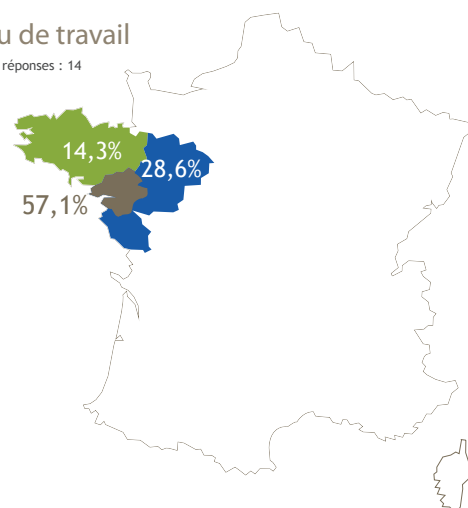 u de travail
réponses : 14
14,3%
28,6%
57,1%